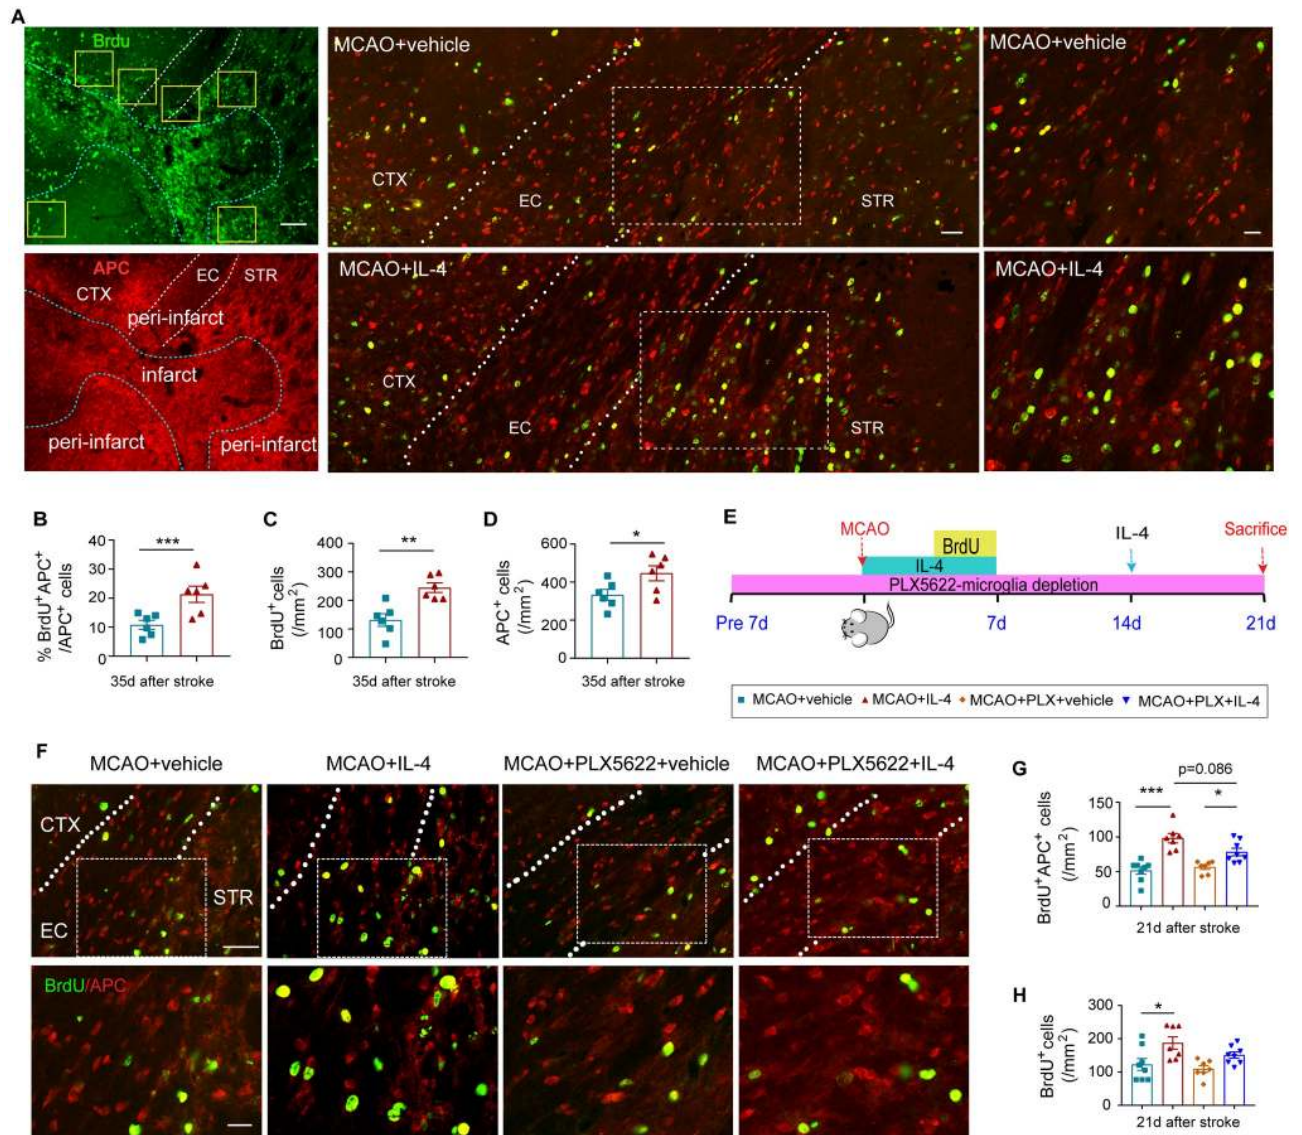 A
Brdu
APC
CTX
EC
STR
peri-infarct
infarct
peri-infarct
peri-infarct
MCAO+vehicle
CTX
EC
STR
MCAO+vehicle
MCAO+IL-4
CTX
EC
STR
MCAO+IL-4
B
***
% BrdU⁺ APC⁺
/APC⁺ cells
40
30
20
10
0
35d after stroke
C
**
BrdU⁺ cells
(/mm²)
400
300
200
100
0
35d after stroke
D
*
APC⁺ cells
(/mm²)
600
400
200
0
35d after stroke
E
MCAO
IL-4
Sacrifice
BrdU
IL-4
PLX5622-microglia depletion
Pre 7d
7d
14d
21d
MCAO+vehicle
MCAO+IL-4
MCAO+PLX+vehicle
MCAO+PLX+IL-4
F
MCAO+vehicle
MCAO+IL-4
MCAO+PLX5622+vehicle
MCAO+PLX5622+IL-4
CTX
STR
EC
BrdU/APC
G
p=0.086
***
*
BrdU⁺APC⁺ cells
(/mm²)
150
100
50
0
21d after stroke
H
*
BrdU⁺ cells
(/mm²)
300
200
100
0
21d after stroke